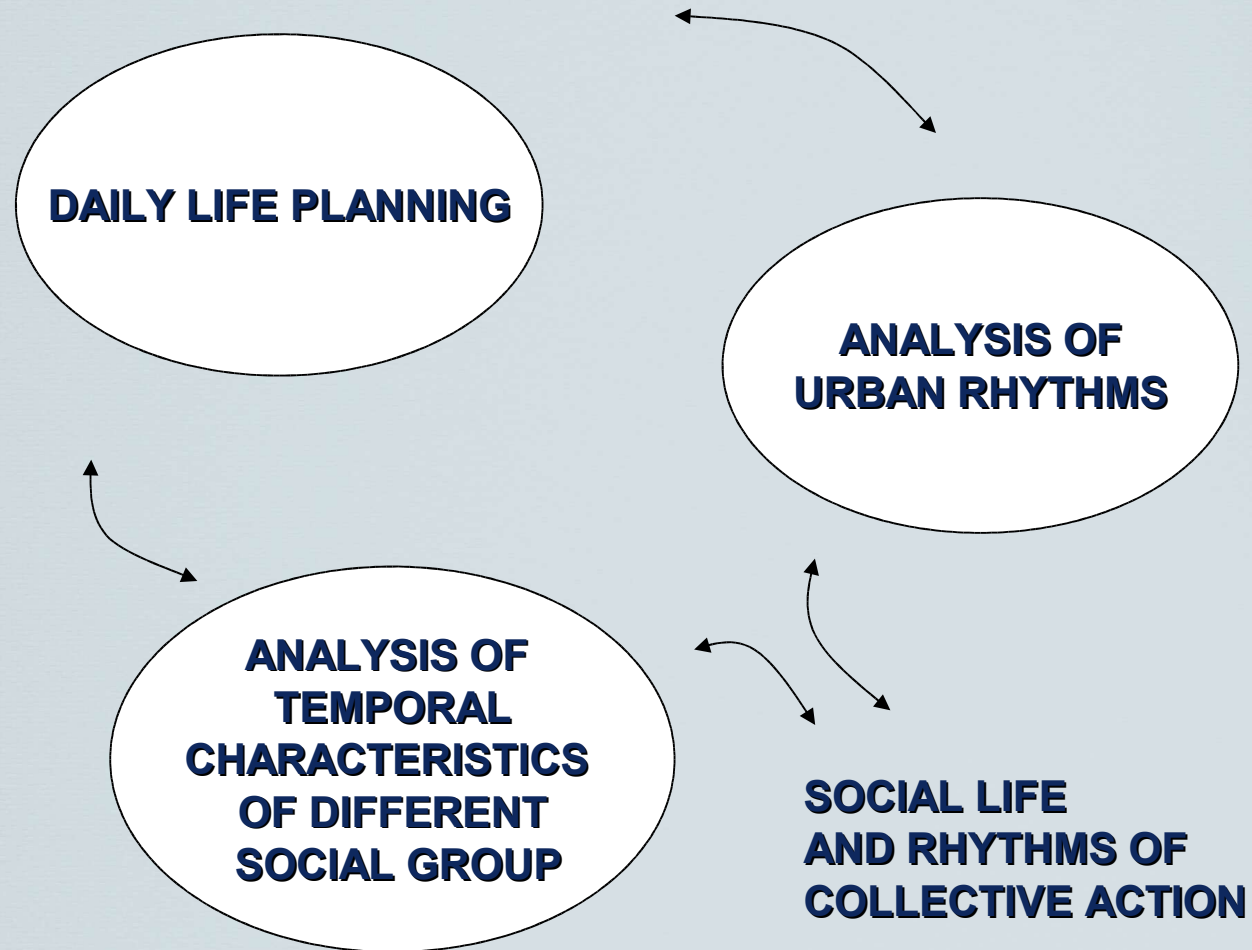 DAILY LIFE PLANNING
ANALYSIS OF
URBAN RHYTHMS
ANALYSIS OF
TEMPORAL
CHARACTERISTICS
OF DIFFERENT
SOCIAL GROUP
SOCIAL LIFE
AND RHYTHMS OF
COLLECTIVE ACTION